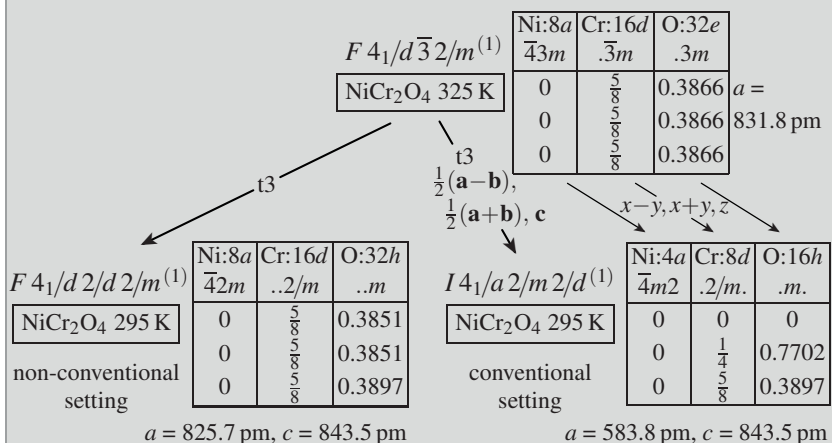 Ni:8a Cr:16d O:32e
4̅3m .3̅m .3m
F 4₁/d 3̅ 2/m⁽¹⁾
NiCr₂O₄ 325 K
0 5/8 0.3866 a =
0 5/8 0.3866 831.8 pm
0 5/8 0.3866
t3
t3
½(a−b),
½(a+b), c
x−y, x+y, z
F 4₁/d 2/d 2/m⁽¹⁾
NiCr₂O₄ 295 K
non-conventional
setting
Ni:8a Cr:16d O:32h
4̅2m ..2/m ..m
0 5/8 0.3851
0 5/8 0.3851
0 5/8 0.3897
a = 825.7 pm, c = 843.5 pm
I 4₁/a 2/m 2/d⁽¹⁾
NiCr₂O₄ 295 K
conventional
setting
Ni:4a Cr:8d O:16h
4̅m2 .2/m. .m.
0 0 0
0 ¼ 0.7702
0 5/8 0.3897
a = 583.8 pm, c = 843.5 pm